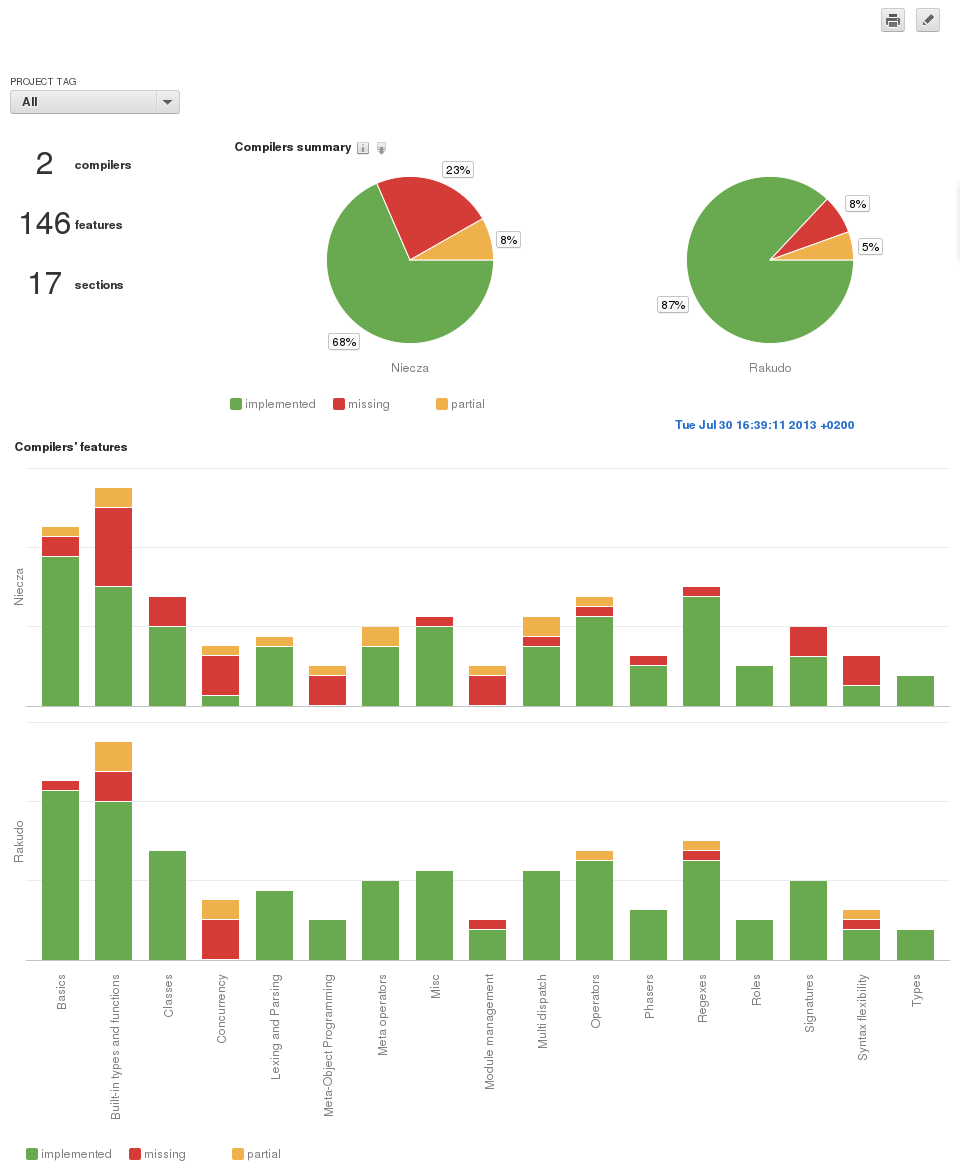 PROJECT TAG
All
2 compilers
146 features
17 sections
Compilers summary
23%
8%
68%
Niecza
8%
5%
87%
Rakudo
implemented missing partial
Tue Jul 30 16:39:11 2013 +0200
Compilers' features
Niecza
Rakudo
Basics
Built-in types and functions
Classes
Concurrency
Lexing and Parsing
Meta-Object Programming
Meta operators
Misc
Module management
Multi dispatch
Operators
Phasers
Regexes
Roles
Signatures
Syntax flexibility
Types
implemented missing partial